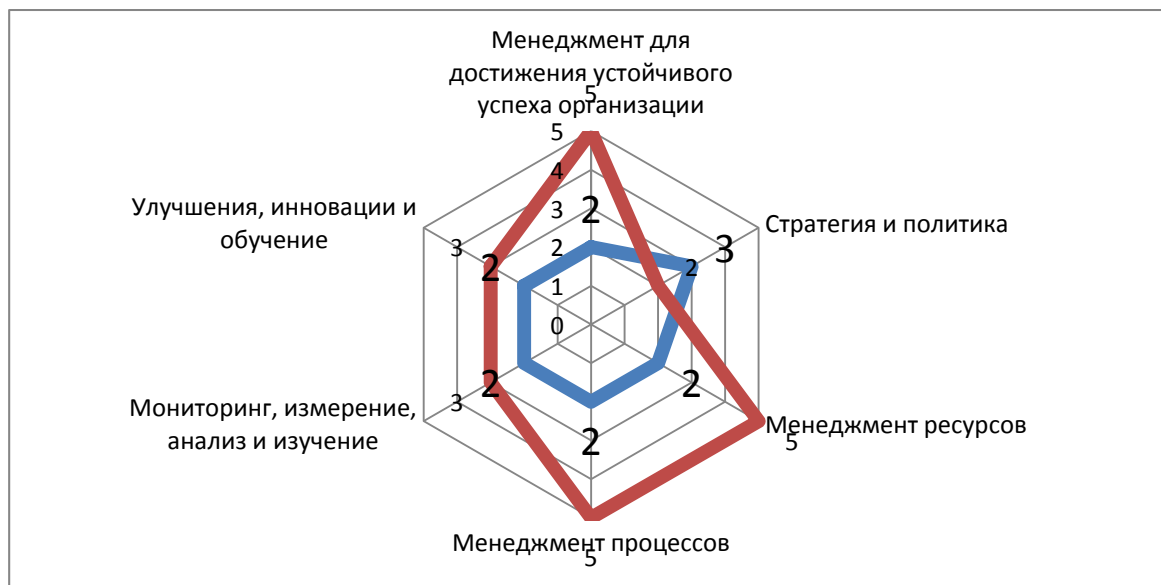 Менеджмент для
достижения устойчивого
успеха организации
5
5
4
3
2
1
0
2
Стратегия и политика
3
2
Менеджмент ресурсов
5
2
Менеджмент процессов
5
2
Мониторинг, измерение,
анализ и изучение
3
2
Улучшения, инновации и
обучение
3
2